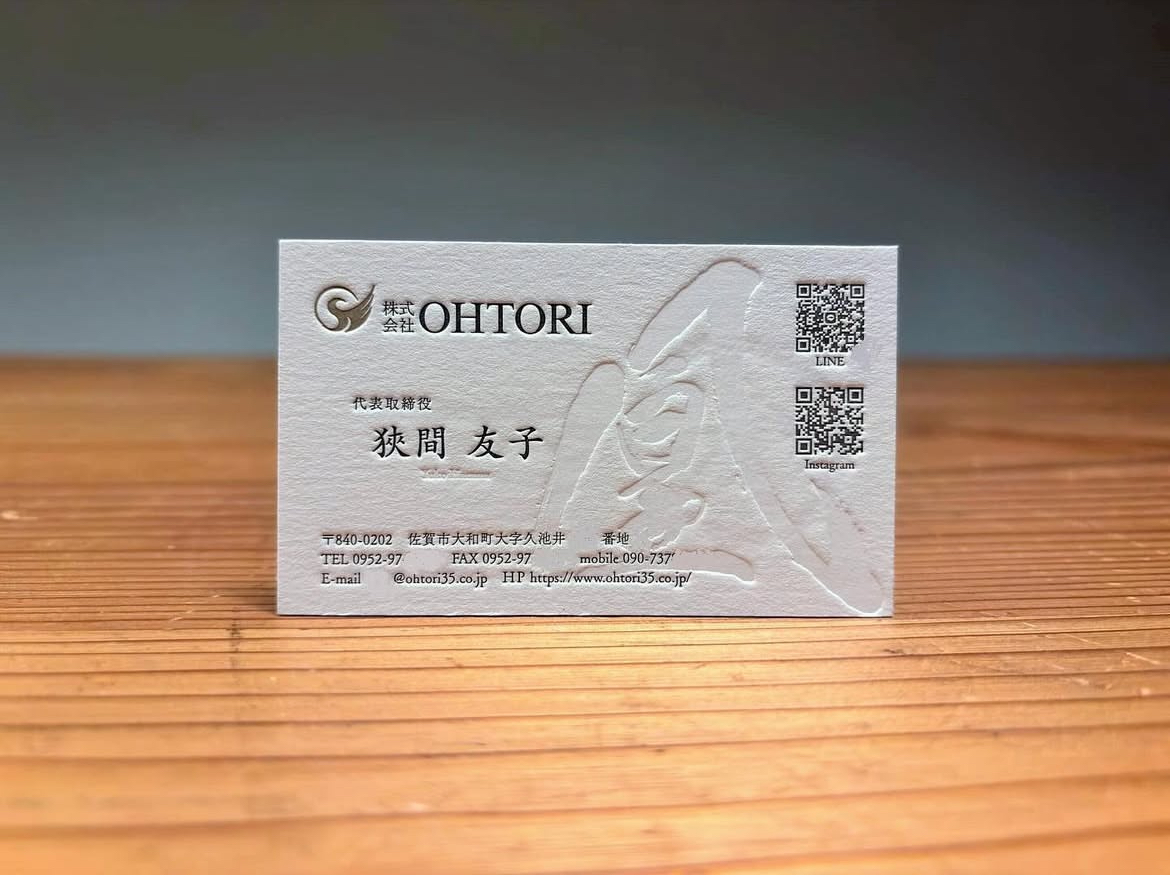 株式
会社 OHTORI
代表取締役
狹間 友子
〒840-0202 佐賀市大和町大字久池井 番地
TEL 0952-97 FAX 0952-97 mobile 090-737
E-mail @ohtori35.co.jp HP https://www.ohtori35.co.jp/
凰
LINE
Instagram